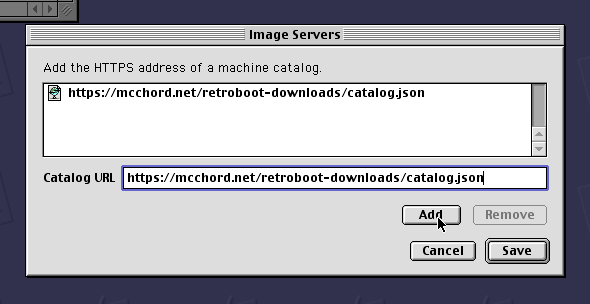 Image Servers
Add the HTTPS address of a machine catalog.
https://mcchord.net/retroboot-downloads/catalog.json
Catalog URL https://mcchord.net/retroboot-downloads/catalog.json
Add Remove
Cancel Save